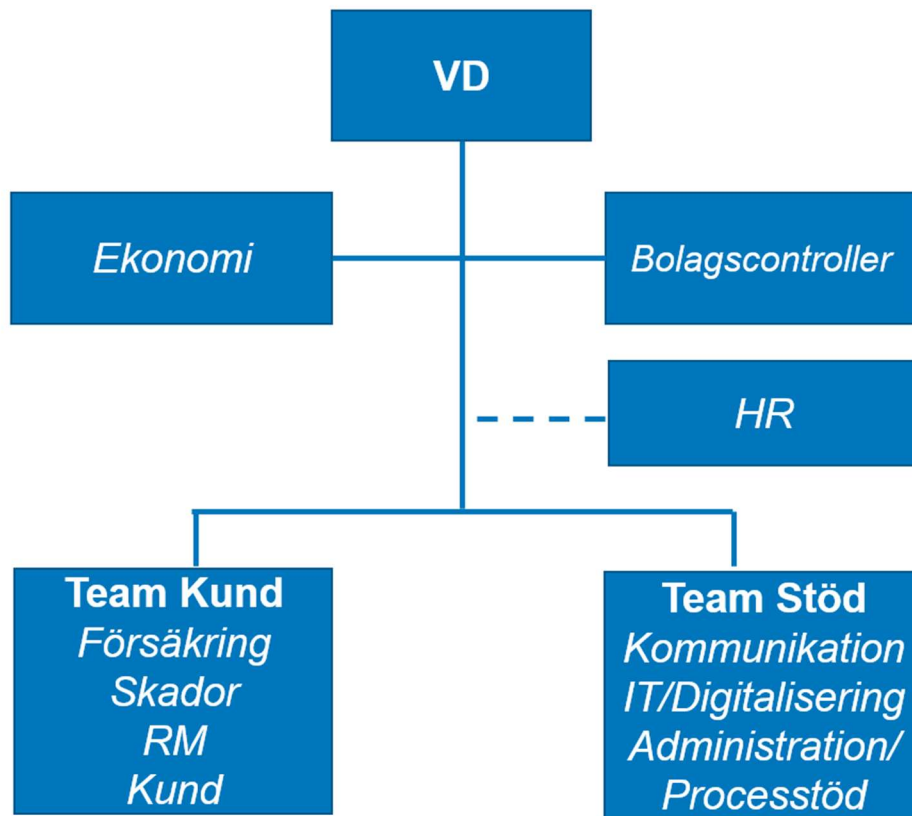 VD
Ekonomi
Bolagscontroller
HR
Team Kund
Försäkring
Skador
RM
Kund
Team Stöd
Kommunikation
IT/Digitalisering
Administration/
Processtöd